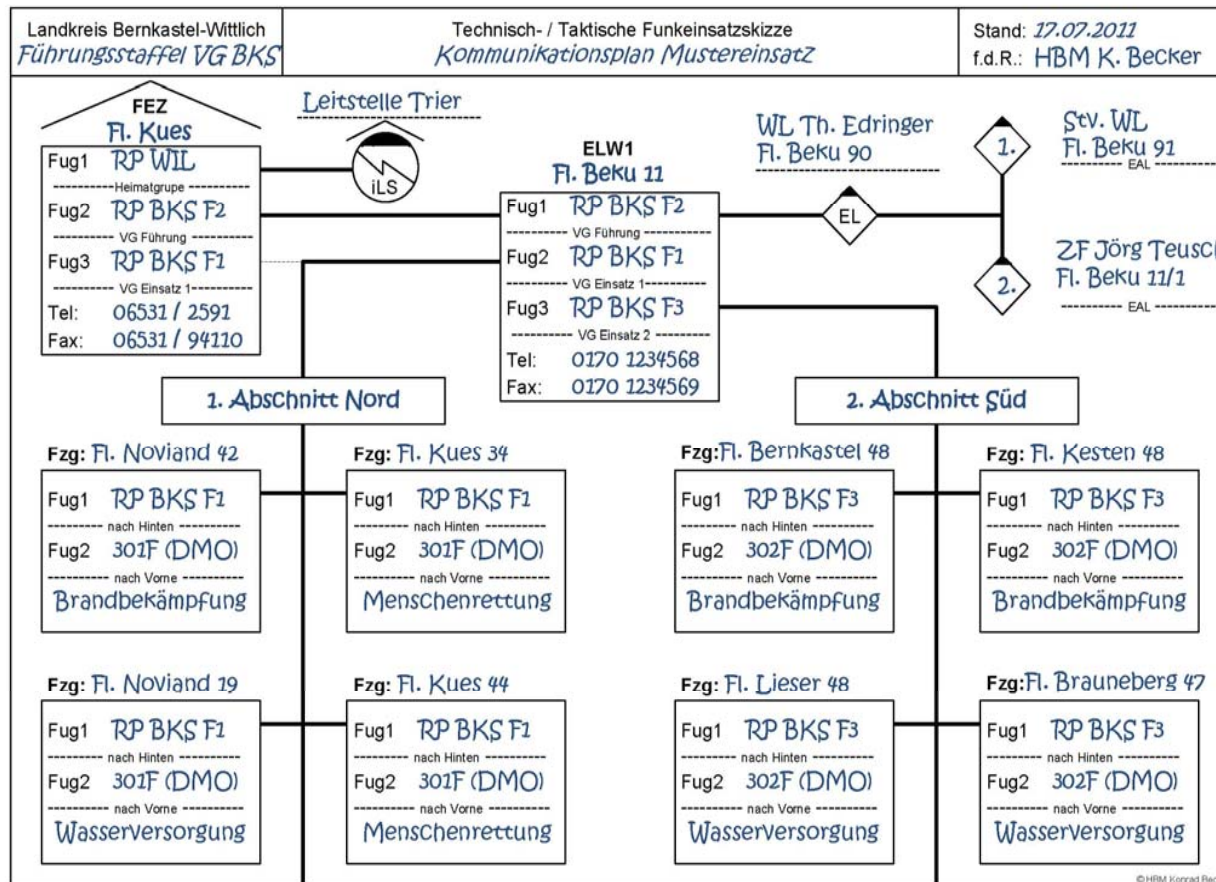 Landkreis Bernkastel-Wittlich
Führungsstaffel VG BKS
Technisch- / Taktische Funkeinsatzskizze
Kommunikationsplan Mustereinsatz
Stand: 17.07.2011
f.d.R.: HBM K. Becker
FEZ
Fl. Kues
Fug1 RP WIL
Heimatgrupe
Fug2 RP BKS F2
VG Führung
Fug3 RP BKS F1
VG Einsatz 1
Tel: 06531 / 2591
Fax: 06531 / 94110
Leitstelle Trier
iLS
ELW1
Fl. Beku 11
Fug1 RP BKS F2
VG Führung
Fug2 RP BKS F1
VG Einsatz 1
Fug3 RP BKS F3
VG Einsatz 2
Tel: 0170 1234568
Fax: 0170 1234569
WL Th. Edringer
Fl. Beku 90
EL
1.
Stv. WL
Fl. Beku 91
EAL
2.
ZF Jörg Teusch
Fl. Beku 11/1
EAL
1. Abschnitt Nord
2. Abschnitt Süd
Fzg: Fl. Noviand 42
Fug1 RP BKS F1
nach Hinten
Fug2 301F (DMO)
nach Vorne
Brandbekämpfung
Fzg: Fl. Kues 34
Fug1 RP BKS F1
nach Hinten
Fug2 301F (DMO)
nach Vorne
Menschenrettung
Fzg: Fl. Bernkastel 48
Fug1 RP BKS F3
nach Hinten
Fug2 302F (DMO)
nach Vorne
Brandbekämpfung
Fzg: Fl. Kesten 48
Fug1 RP BKS F3
nach Hinten
Fug2 302F (DMO)
nach Vorne
Brandbekämpfung
Fzg: Fl. Noviand 19
Fug1 RP BKS F1
nach Hinten
Fug2 301F (DMO)
nach Vorne
Wasserversorgung
Fzg: Fl. Kues 44
Fug1 RP BKS F1
nach Hinten
Fug2 301F (DMO)
nach Vorne
Menschenrettung
Fzg: Fl. Lieser 48
Fug1 RP BKS F3
nach Hinten
Fug2 302F (DMO)
nach Vorne
Wasserversorgung
Fzg: Fl. Brauneberg 47
Fug1 RP BKS F3
nach Hinten
Fug2 302F (DMO)
nach Vorne
Wasserversorgung
© HBM Konrad Bec